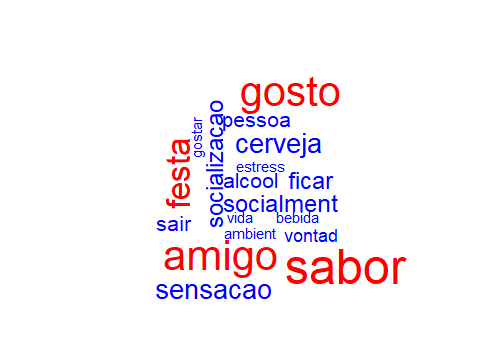 gosto
pessoa
gostar
socializacao
cerveja
festa
estress
alcool
ficar
socialment
sair
vida
bebida
ambient
vontad
amigo
sabor
sensacao